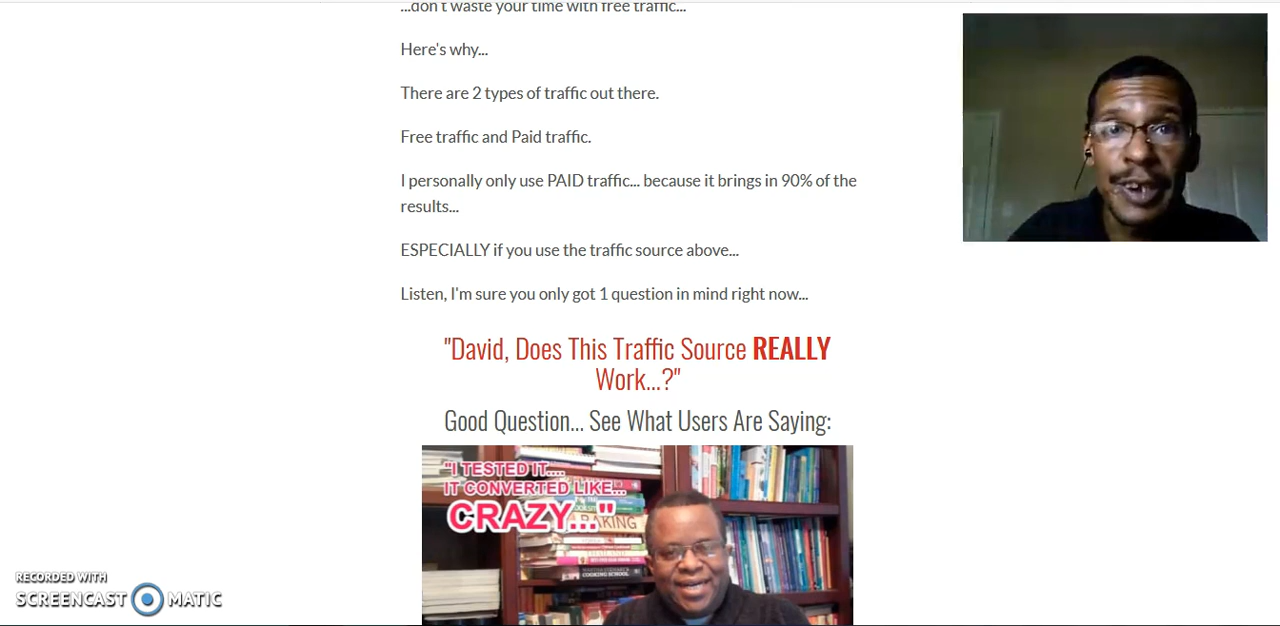 ...don't waste your time with free traffic...
Here's why...
There are 2 types of traffic out there.
Free traffic and Paid traffic.
I personally only use PAID traffic... because it brings in 90% of the
results...
ESPECIALLY if you use the traffic source above...
Listen, I'm sure you only got 1 question in mind right now...
"David, Does This Traffic Source REALLY
Work...?"
Good Question... See What Users Are Saying:
"I TESTED IT....
IT CONVERTED LIKE...
CRAZY..."
BAKING
COOKING SCHOOL
RECORDED WITH
SCREENCAST MATIC